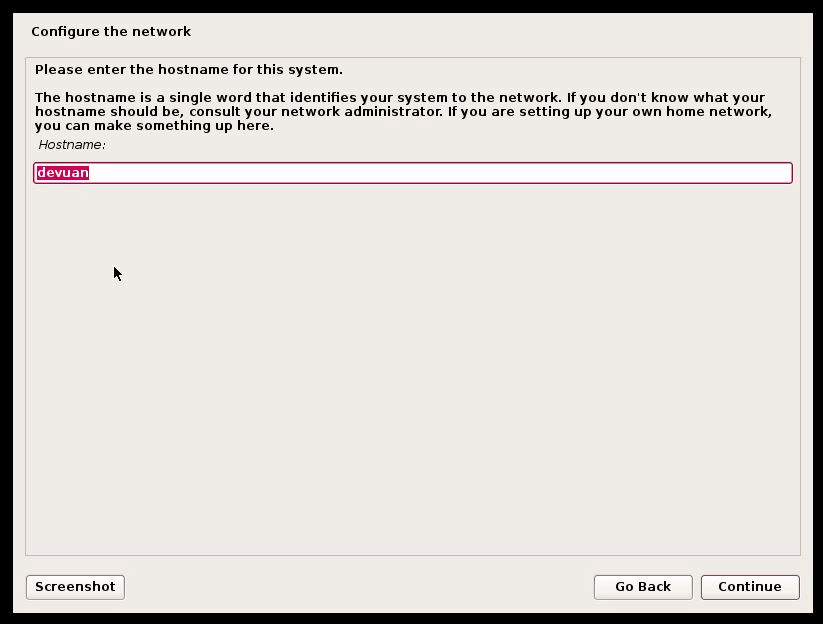 Configure the network
Please enter the hostname for this system.
The hostname is a single word that identifies your system to the network. If you don't know what your
hostname should be, consult your network administrator. If you are setting up your own home network,
you can make something up here.
Hostname:
devuan
Screenshot
Go Back
Continue